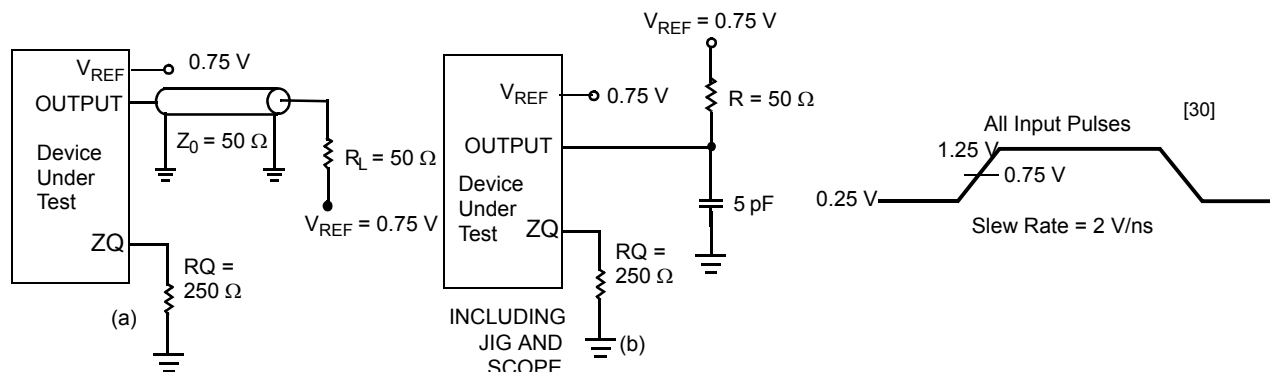 V_REF
0.75 V
OUTPUT
Z_0 = 50 Ω
Device
Under
Test
R_L = 50 Ω
V_REF = 0.75 V
ZQ
RQ =
250 Ω
(a)
V_REF = 0.75 V
V_REF
0.75 V
R = 50 Ω
OUTPUT
Device
Under
Test
5 pF
ZQ
RQ =
250 Ω
INCLUDING
JIG AND
SCOPE
(b)
[30]
All Input Pulses
1.25 V
0.75 V
0.25 V
Slew Rate = 2 V/ns